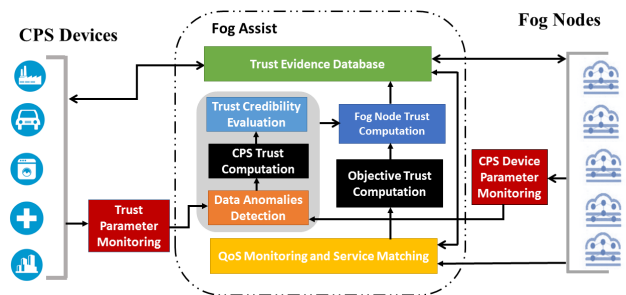 CPS Devices
Fog Assist
Fog Nodes
Trust Evidence Database
Trust Credibility
Evaluation
Fog Node Trust
Computation
CPS Trust
Computation
Objective Trust
Computation
CPS Device
Parameter
Monitoring
Data Anomalies
Detection
Trust
Parameter
Monitoring
QoS Monitoring and Service Matching